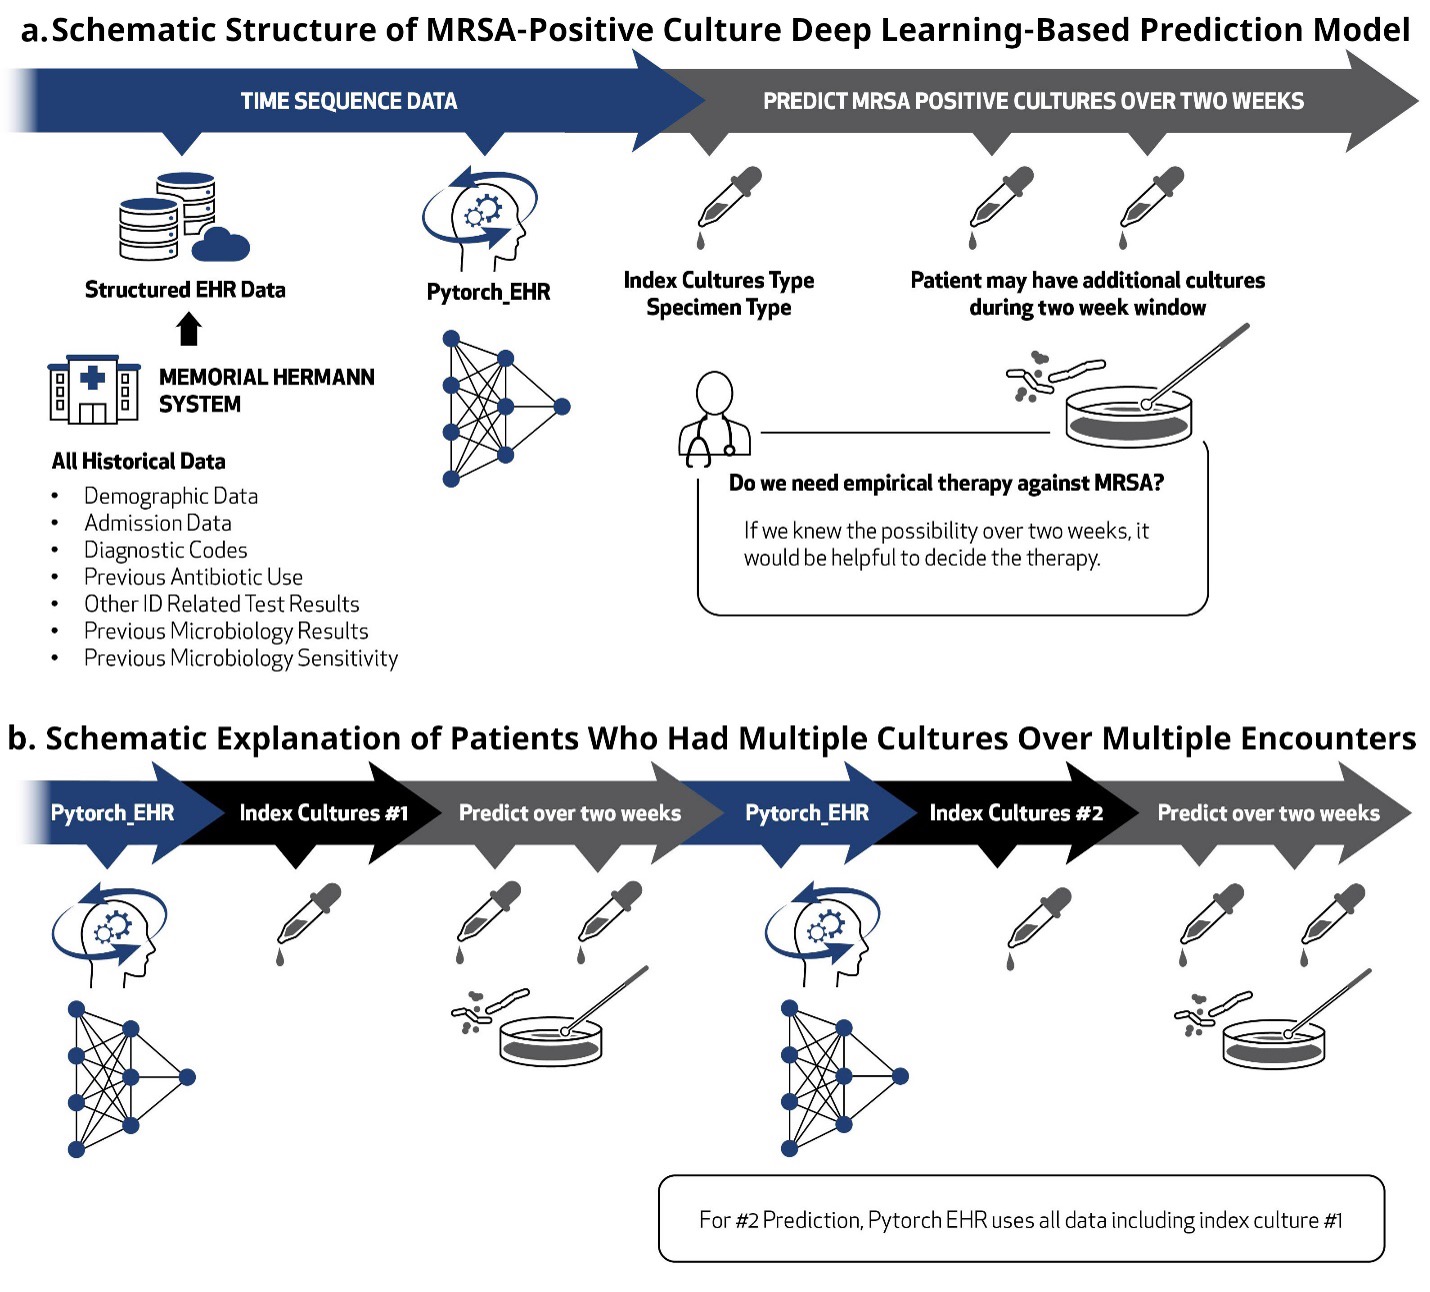 a. Schematic Structure of MRSA-Positive Culture Deep Learning-Based Prediction Model
TIME SEQUENCE DATA
PREDICT MRSA POSITIVE CULTURES OVER TWO WEEKS
Structured EHR Data
Pytorch_EHR
Index Cultures Type
Specimen Type
Patient may have additional cultures
during two week window
MEMORIAL HERMANN
SYSTEM
All Historical Data
• Demographic Data
• Admission Data
• Diagnostic Codes
• Previous Antibiotic Use
• Other ID Related Test Results
• Previous Microbiology Results
• Previous Microbiology Sensitivity
Do we need empirical therapy against MRSA?
If we knew the possibility over two weeks, it
would be helpful to decide the therapy.
b. Schematic Explanation of Patients Who Had Multiple Cultures Over Multiple Encounters
Pytorch_EHR
Index Cultures #1
Predict over two weeks
Pytorch_EHR
Index Cultures #2
Predict over two weeks
For #2 Prediction, Pytorch EHR uses all data including index culture #1